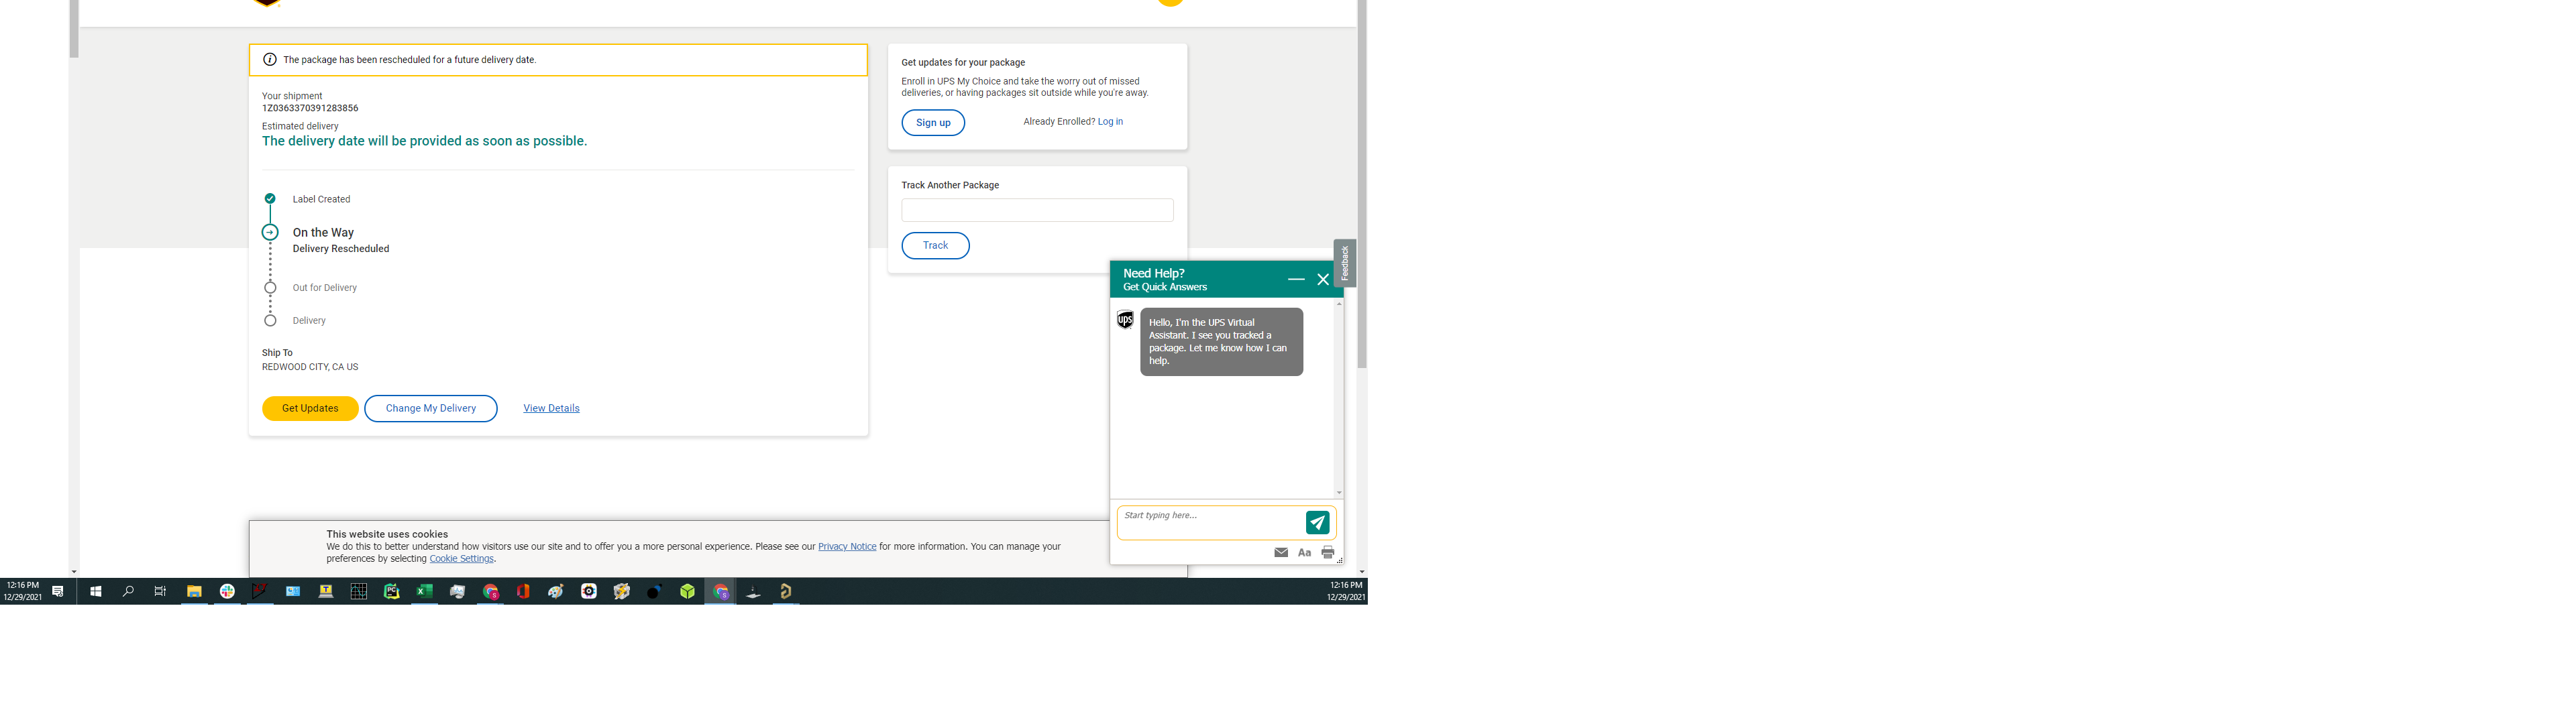 The package has been rescheduled for a future delivery date.
Your shipment
1Z0363370391283856
Estimated delivery
The delivery date will be provided as soon as possible.
Label Created
On the Way
Delivery Rescheduled
Out for Delivery
Delivery
Ship To
REDWOOD CITY, CA US
Get Updates
Change My Delivery
View Details
Get updates for your package
Enroll in UPS My Choice and take the worry out of missed
deliveries, or having packages sit outside while you're away.
Sign up
Already Enrolled? Log in
Track Another Package
Track
Feedback
Need Help?
Get Quick Answers
ups
Hello, I'm the UPS Virtual
Assistant. I see you tracked a
package. Let me know how I can
help.
Start typing here...
Aa
This website uses cookies
We do this to better understand how visitors use our site and to offer you a more personal experience. Please see our Privacy Notice for more information. You can manage your
preferences by selecting Cookie Settings.
12:16 PM
12/29/2021
12:16 PM
12/29/2021